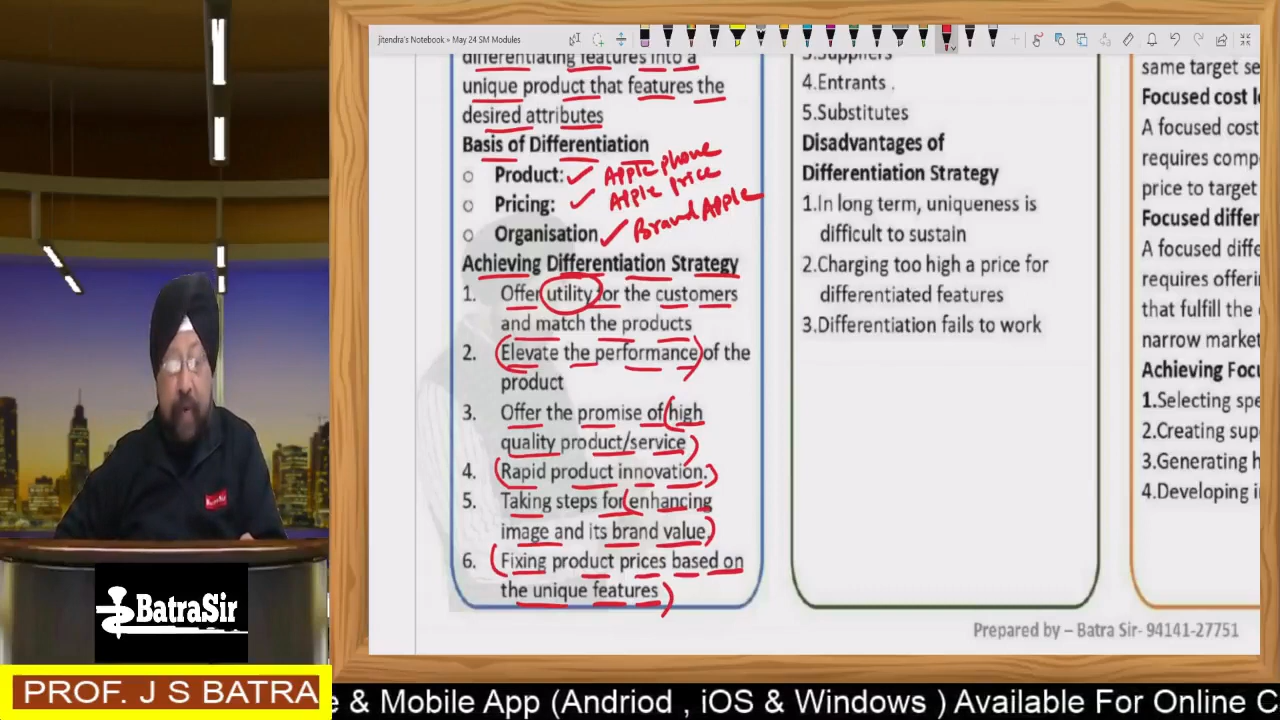 jitendra's Notebook » May 24 SM Modules
differentiating features into a
unique product that features the
desired attributes
Basis of Differentiation
o Product: Apple phone
o Pricing: Apple price
o Organisation Brand Apple
Achieving Differentiation Strategy
1. Offer utility for the customers
and match the products
2. Elevate the performance of the
product
3. Offer the promise of high
quality product/service
4. Rapid product innovation.
5. Taking steps for enhancing
image and its brand value.
6. Fixing product prices based on
the unique features
3.Suppliers
4.Entrants .
5.Substitutes
Disadvantages of
Differentiation Strategy
1.In long term, uniqueness is
difficult to sustain
2.Charging too high a price for
differentiated features
3.Differentiation fails to work
same target se
Focused cost l
A focused cost
requires comp
price to target
Focused differ
A focused diffe
requires offeri
that fulfill the
narrow market
Achieving Focu
1.Selecting spe
2.Creating sup
3.Generating h
4.Developing i
Prepared by – Batra Sir- 94141-27751
BatraSir
PROF. J S BATRA
e & Mobile App (Andriod , iOS & Windows ) Available For Online C